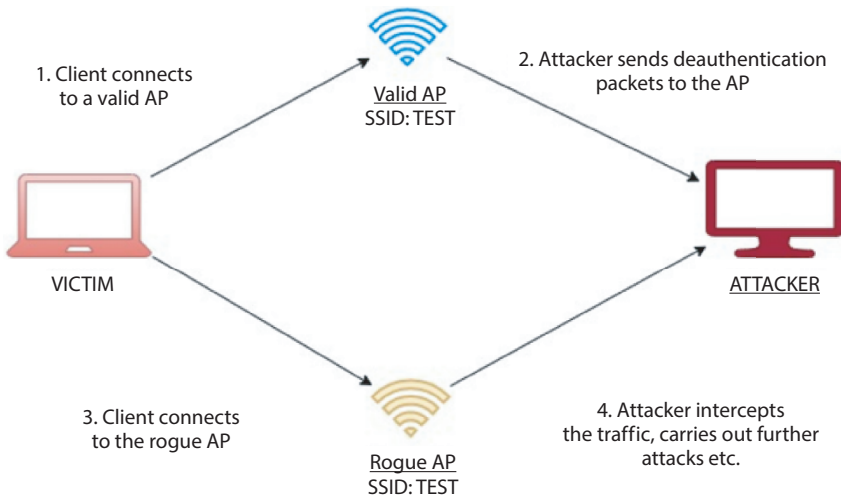 1. Client connects
to a valid AP
Valid AP
SSID: TEST
2. Attacker sends deauthentication
packets to the AP
VICTIM
ATTACKER
3. Client connects
to the rogue AP
Rogue AP
SSID: TEST
4. Attacker intercepts
the traffic, carries out further
attacks etc.